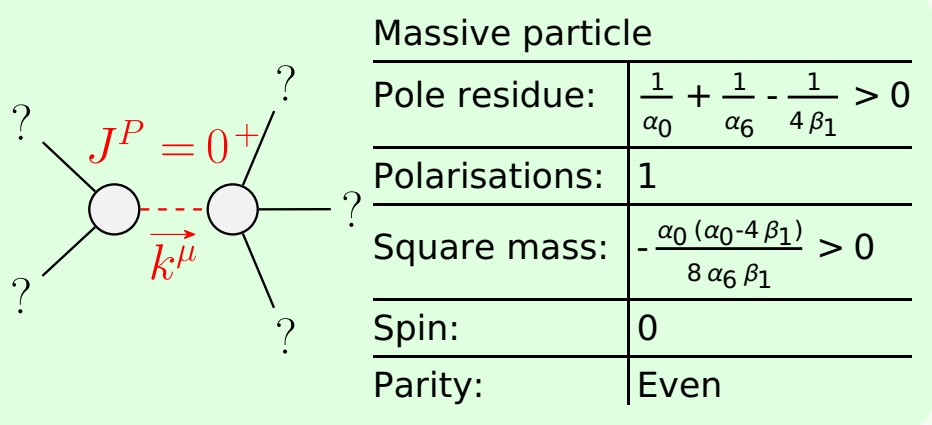 Massive particle
Pole residue: 1/α0 + 1/α6 - 1/(4 β1) > 0
Polarisations: 1
Square mass: - α0 (α0-4 β1)/(8 α6 β1) > 0
Spin: 0
Parity: Even
?
?
J^P = 0^+
?
k^μ
?
?